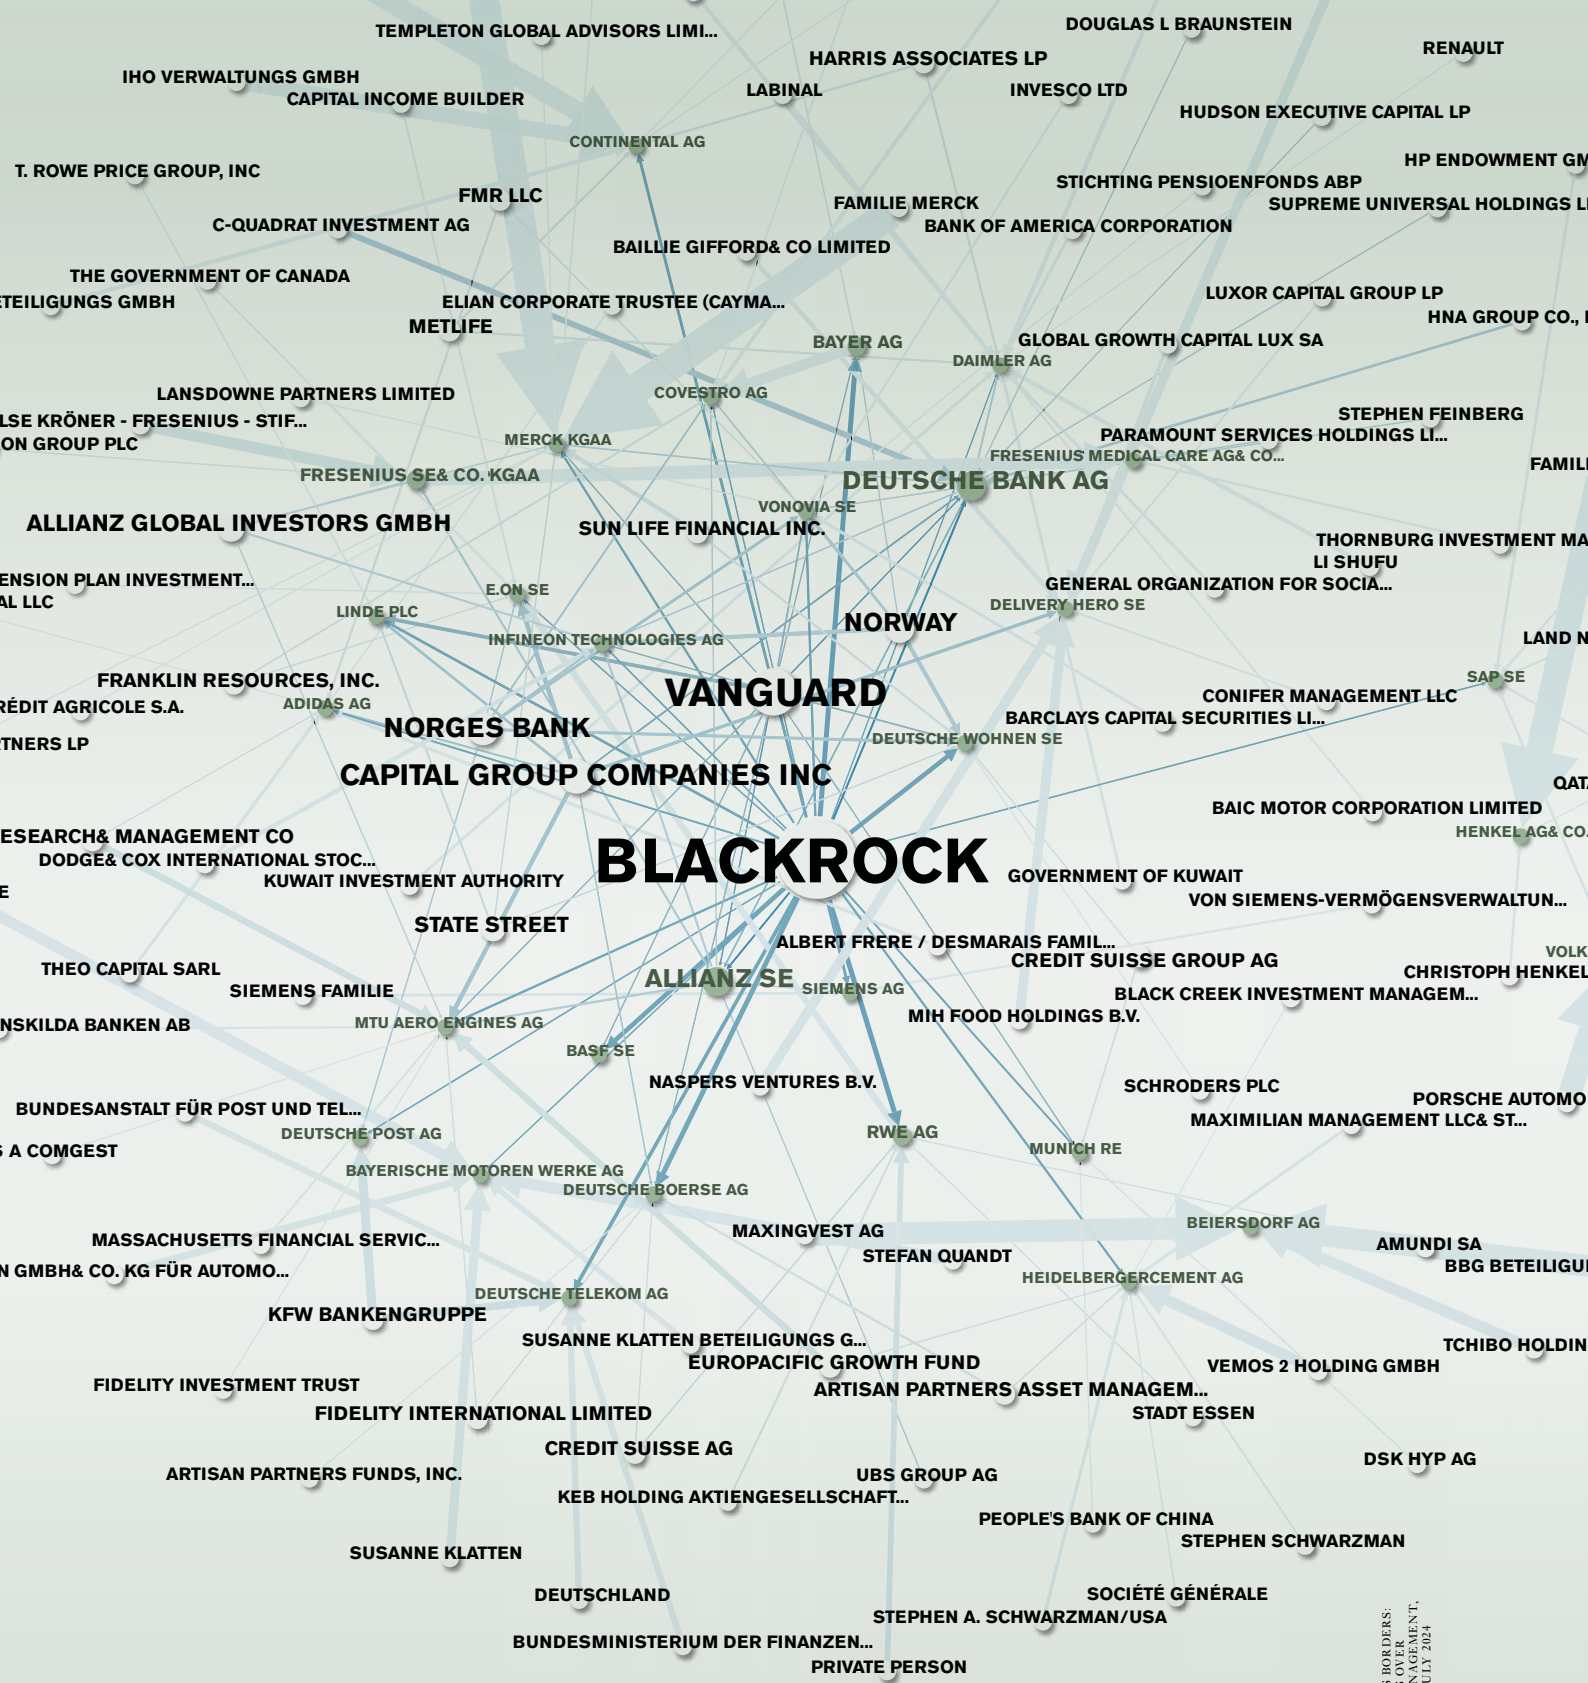 TEMPLETON GLOBAL ADVISORS LIMI...
DOUGLAS L BRAUNSTEIN
RENAULT
HARRIS ASSOCIATES LP
IHO VERWALTUNGS GMBH
LABINAL
INVESCO LTD
CAPITAL INCOME BUILDER
HUDSON EXECUTIVE CAPITAL LP
CONTINENTAL AG
HP ENDOWMENT GM
T. ROWE PRICE GROUP, INC
STICHTING PENSIOENFONDS ABP
FMR LLC
FAMILIE MERCK
SUPREME UNIVERSAL HOLDINGS L
C-QUADRAT INVESTMENT AG
BANK OF AMERICA CORPORATION
BAILLIE GIFFORD& CO LIMITED
THE GOVERNMENT OF CANADA
LUXOR CAPITAL GROUP LP
ETEILIGUNGS GMBH
ELIAN CORPORATE TRUSTEE (CAYMA...
HNA GROUP CO.,
METLIFE
BAYER AG
GLOBAL GROWTH CAPITAL LUX SA
DAIMLER AG
LANSDOWNE PARTNERS LIMITED
COVESTRO AG
STEPHEN FEINBERG
LSE KRÖNER - FRESENIUS - STIF...
PARAMOUNT SERVICES HOLDINGS LI...
ON GROUP PLC
MERCK KGAA
FRESENIUS MEDICAL CARE AG& CO...
FAMIL
FRESENIUS SE& CO. KGAA
DEUTSCHE BANK AG
VONOVIA SE
ALLIANZ GLOBAL INVESTORS GMBH
SUN LIFE FINANCIAL INC.
THORNBURG INVESTMENT MA
LI SHUFU
ENSION PLAN INVESTMENT...
GENERAL ORGANIZATION FOR SOCIA...
E.ON SE
AL LLC
LINDE PLC
DELIVERY HERO SE
NORWAY
INFINEON TECHNOLOGIES AG
LAND N
FRANKLIN RESOURCES, INC.
SAP SE
VANGUARD
CONIFER MANAGEMENT LLC
RÉDIT AGRICOLE S.A.
ADIDAS AG
BARCLAYS CAPITAL SECURITIES LI...
NORGES BANK
DEUTSCHE WOHNEN SE
TNERS LP
CAPITAL GROUP COMPANIES INC
QATA
BAIC MOTOR CORPORATION LIMITED
HENKEL AG& CO.
ESEARCH& MANAGEMENT CO
BLACKROCK
DODGE& COX INTERNATIONAL STOC...
KUWAIT INVESTMENT AUTHORITY
GOVERNMENT OF KUWAIT
E
VON SIEMENS-VERMÖGENSVERWALTUN...
STATE STREET
ALBERT FRERE / DESMARAIS FAMIL...
VOLK
CREDIT SUISSE GROUP AG
THEO CAPITAL SARL
CHRISTOPH HENKEL
ALLIANZ SE
SIEMENS AG
SIEMENS FAMILIE
BLACK CREEK INVESTMENT MANAGEM...
MIH FOOD HOLDINGS B.V.
NSKILDA BANKEN AB
MTU AERO ENGINES AG
BASF SE
NASPERS VENTURES B.V.
SCHRODERS PLC
PORSCHE AUTOMO
BUNDESANSTALT FÜR POST UND TEL...
MAXIMILIAN MANAGEMENT LLC& ST...
DEUTSCHE POST AG
RWE AG
S A COMGEST
MUNICH RE
BAYERISCHE MOTOREN WERKE AG
DEUTSCHE BOERSE AG
MAXINGVEST AG
BEIERSDORF AG
MASSACHUSETTS FINANCIAL SERVIC...
AMUNDI SA
STEFAN QUANDT
BBG BETEILIGU
N GMBH& CO. KG FÜR AUTOMO...
HEIDELBERGERCEMENT AG
DEUTSCHE TELEKOM AG
KFW BANKENGRUPPE
SUSANNE KLATTEN BETEILIGUNGS G...
TCHIBO HOLDIN
EUROPACIFIC GROWTH FUND
VEMOS 2 HOLDING GMBH
FIDELITY INVESTMENT TRUST
ARTISAN PARTNERS ASSET MANAGEM...
FIDELITY INTERNATIONAL LIMITED
STADT ESSEN
CREDIT SUISSE AG
DSK HYP AG
ARTISAN PARTNERS FUNDS, INC.
UBS GROUP AG
KEB HOLDING AKTIENGESELLSCHAFT...
PEOPLE'S BANK OF CHINA
STEPHEN SCHWARZMAN
SUSANNE KLATTEN
DEUTSCHLAND
SOCIÉTÉ GÉNÉRALE
STEPHEN A. SCHWARZMAN/USA
BUNDESMINISTERIUM DER FINANZEN...
PRIVATE PERSON
S BORDERS:
OVER
NAGEMENT,
ULY 2024